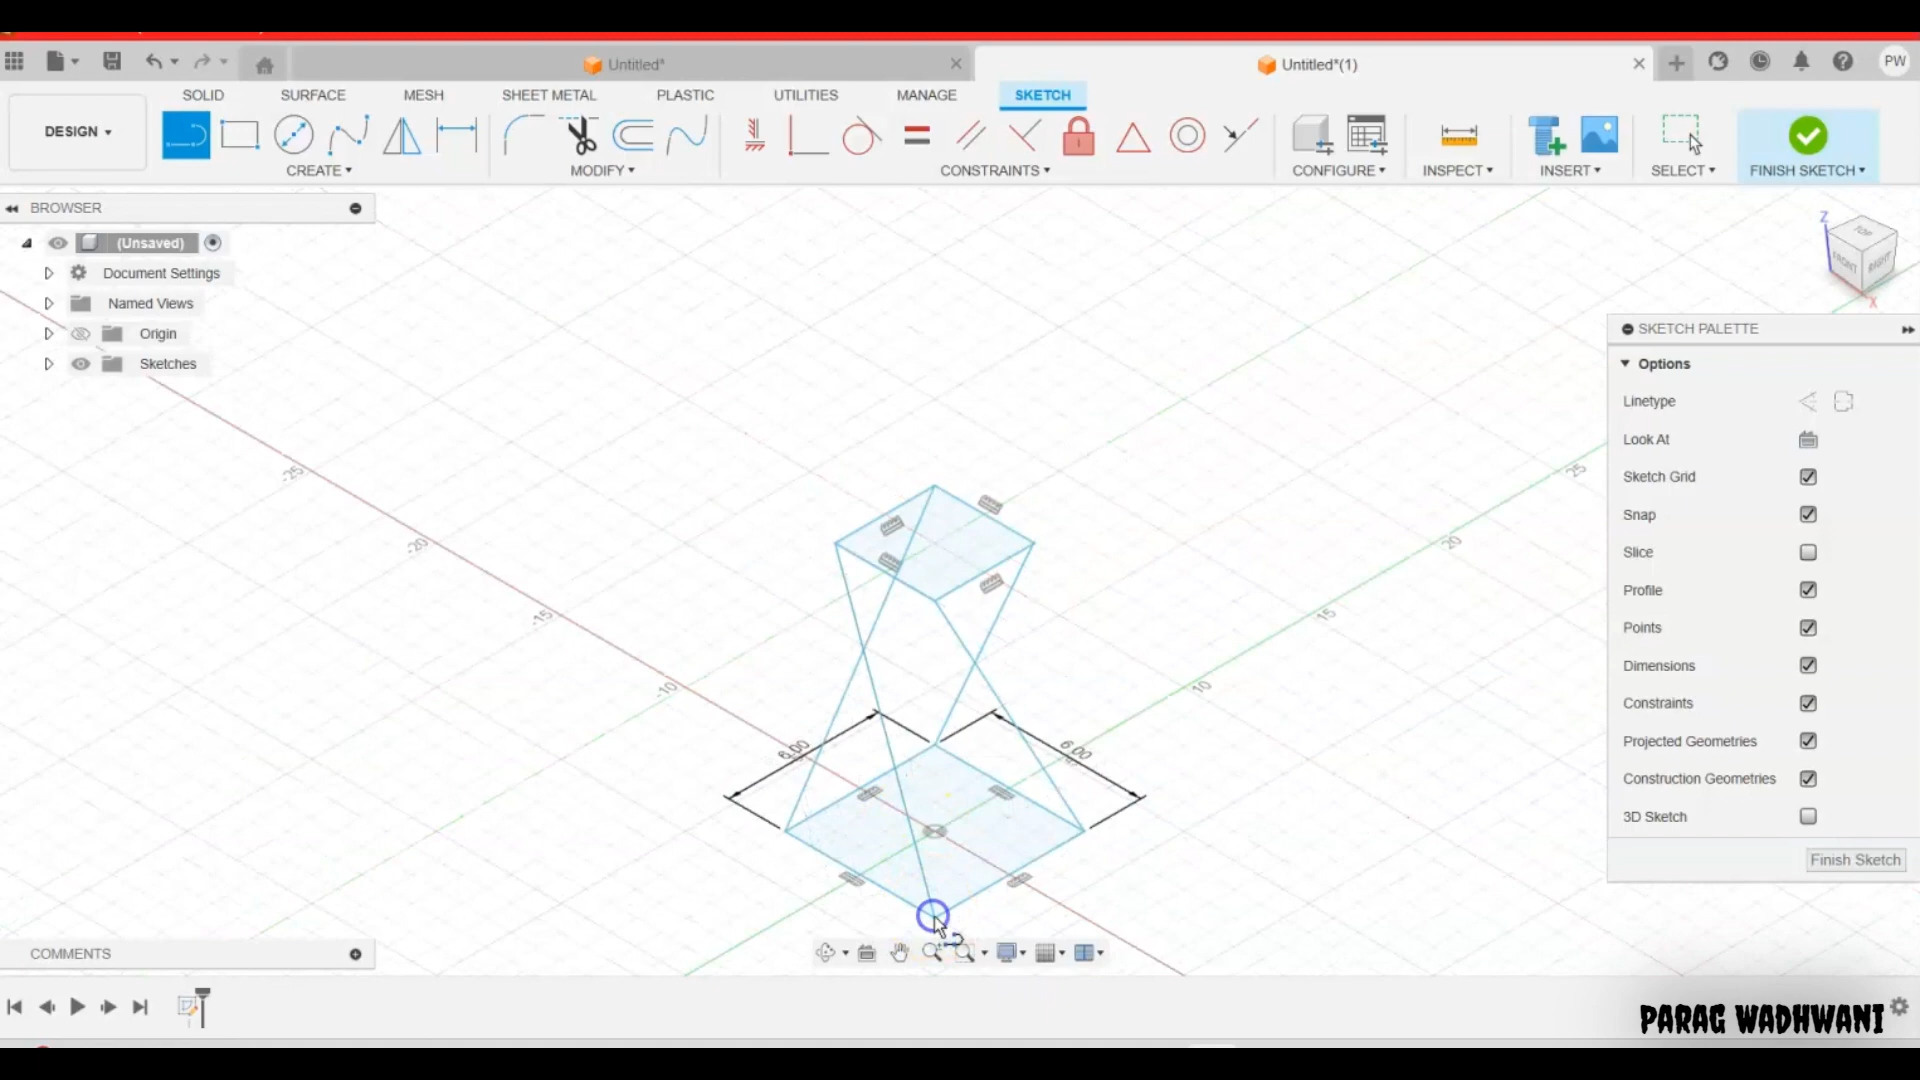 Untitled*
Untitled*(1)
PW
DESIGN
SOLID
SURFACE
MESH
SHEET METAL
PLASTIC
UTILITIES
MANAGE
SKETCH
CREATE
MODIFY
CONSTRAINTS
CONFIGURE
INSPECT
INSERT
SELECT
FINISH SKETCH
BROWSER
(Unsaved)
Document Settings
Named Views
Origin
Sketches
Z
TOP
FRONT
RIGHT
X
SKETCH PALETTE
Options
Linetype
Look At
Sketch Grid
Snap
Slice
Profile
Points
Dimensions
Constraints
Projected Geometries
Construction Geometries
3D Sketch
Finish Sketch
-25
-20
-15
-10
25
20
15
10
6.00
6.00
COMMENTS
PARAG WADHWANI